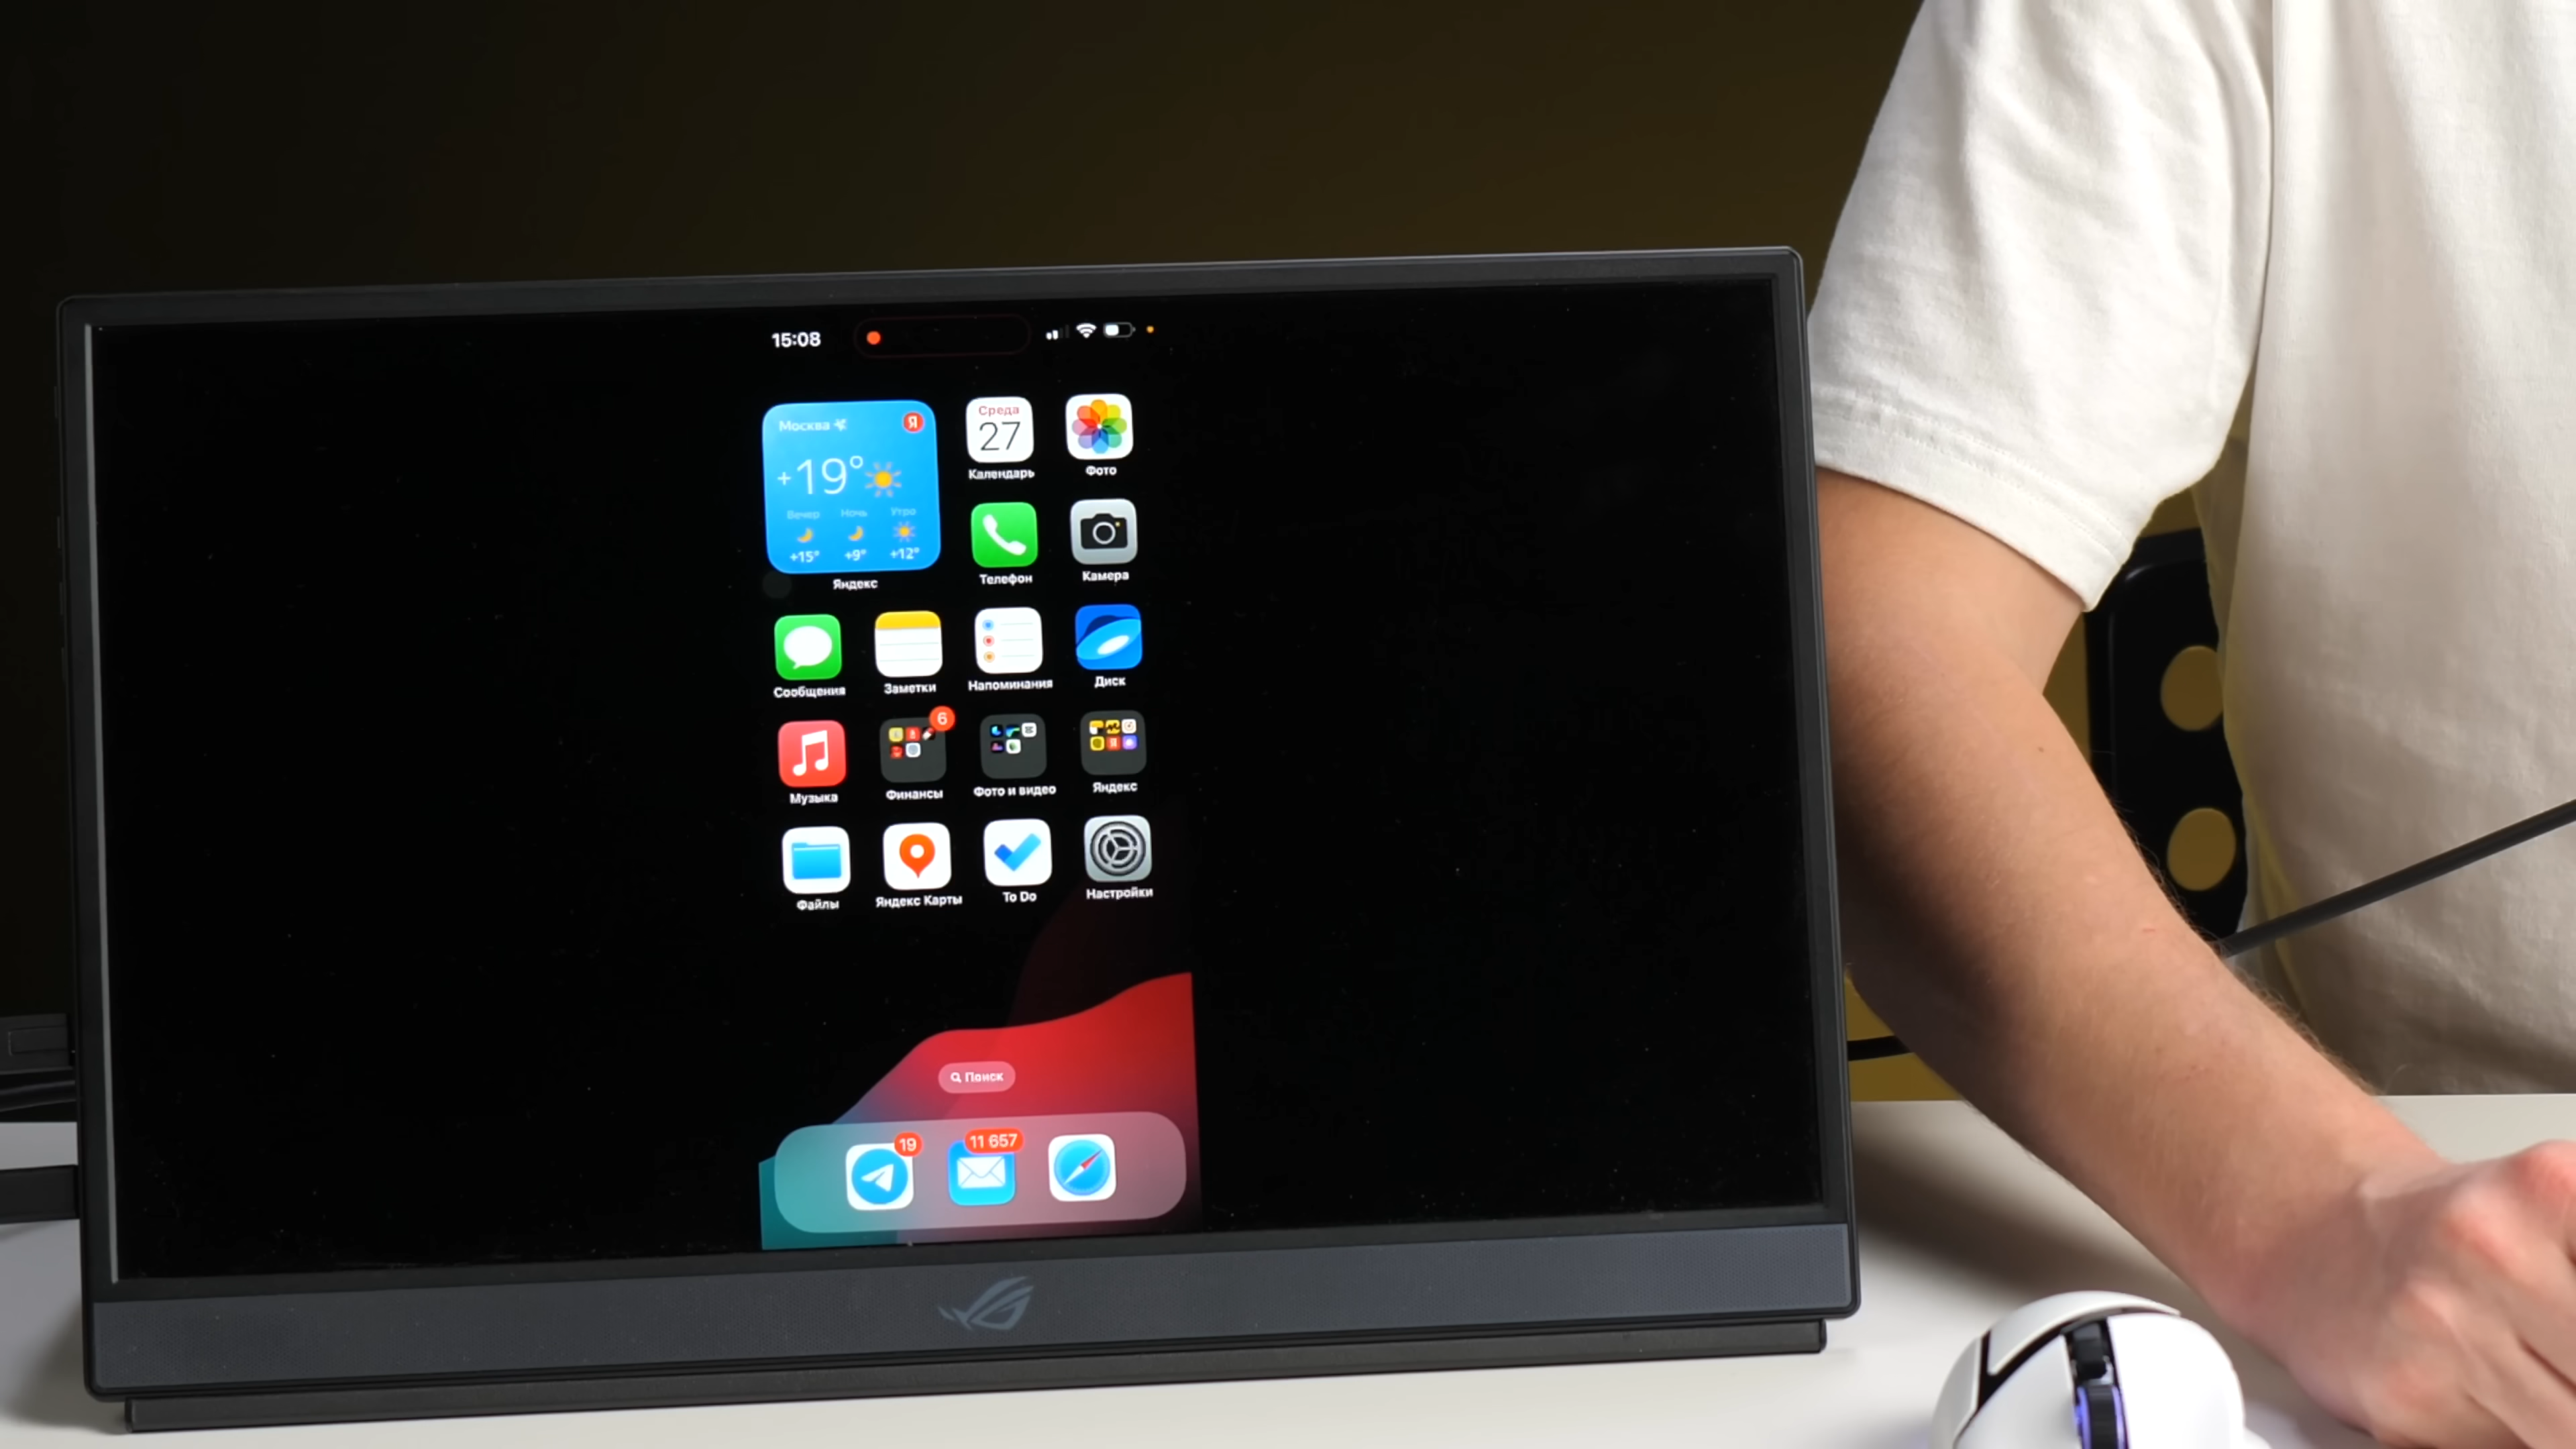 15:08
Москва
Я
+19°
Вечер Ночь Утро
+15° +9° +12°
Яндекс
Среда
27
Календарь
Фото
Телефон
Камера
Сообщения
Заметки
Напоминания
Диск
6
Музыка
Финансы
Фото и видео
Яндекс
Файлы
Яндекс Карты
To Do
Настройки
Поиск
19
11 657